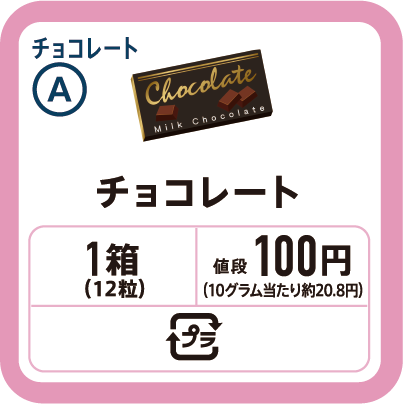 チョコレート
A
Chocolate
Milk Chocolate
チョコレート
1箱
(12粒)
値段 100円
(10グラム当たり約20.8円)
プラ